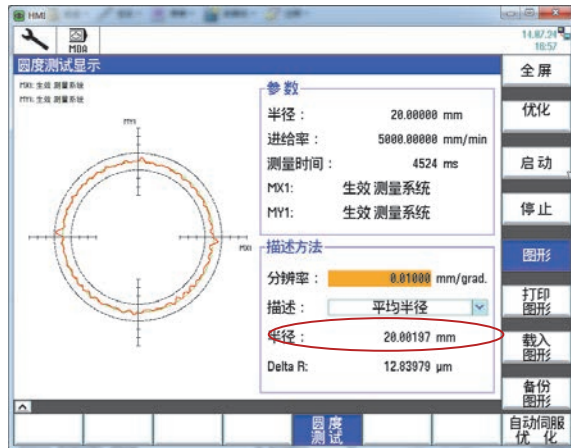 HMI
MDA
14.07.24
10:57
圆度测试显示
MX1: 生效 测量系统
MY1: 生效 测量系统
MY1
MX1
参数
半径： 20.00000 mm
进给率： 5000.00000 mm/min
测量时间： 4524 ms
MX1: 生效 测量系统
MY1: 生效 测量系统
描述方法
分辨率： 0.01000 mm/grad.
描述： 平均半径
半径： 20.00197 mm
Delta R: 12.83979 μm
全屏
优化
启动
停止
图形
打印
图形
载入
图形
备份
图形
自动伺服
优 化
圆度
测试